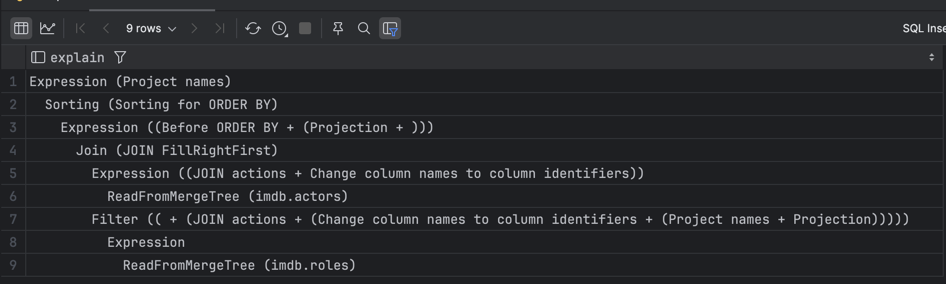 9 rows
SQL Inse
explain
1 Expression (Project names)
2 Sorting (Sorting for ORDER BY)
3 Expression ((Before ORDER BY + (Projection + )))
4 Join (JOIN FillRightFirst)
5 Expression ((JOIN actions + Change column names to column identifiers))
6 ReadFromMergeTree (imdb.actors)
7 Filter (( + (JOIN actions + (Change column names to column identifiers + (Project names + Projection)))))
8 Expression
9 ReadFromMergeTree (imdb.roles)